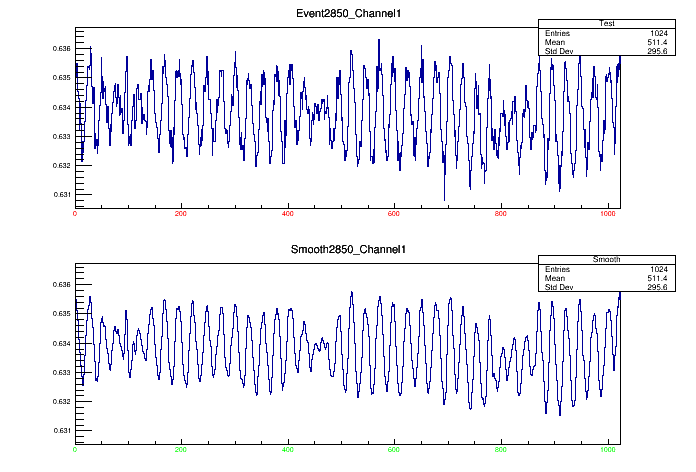 Event2850_Channel1
Test
Entries 1024
Mean 511.4
Std Dev 295.6
0.636
0.635
0.634
0.633
0.632
0.631
0 200 400 600 800 1000
Smooth2850_Channel1
Smooth
Entries 1024
Mean 511.4
Std Dev 295.6
0.636
0.635
0.634
0.633
0.632
0.631
0 200 400 600 800 1000